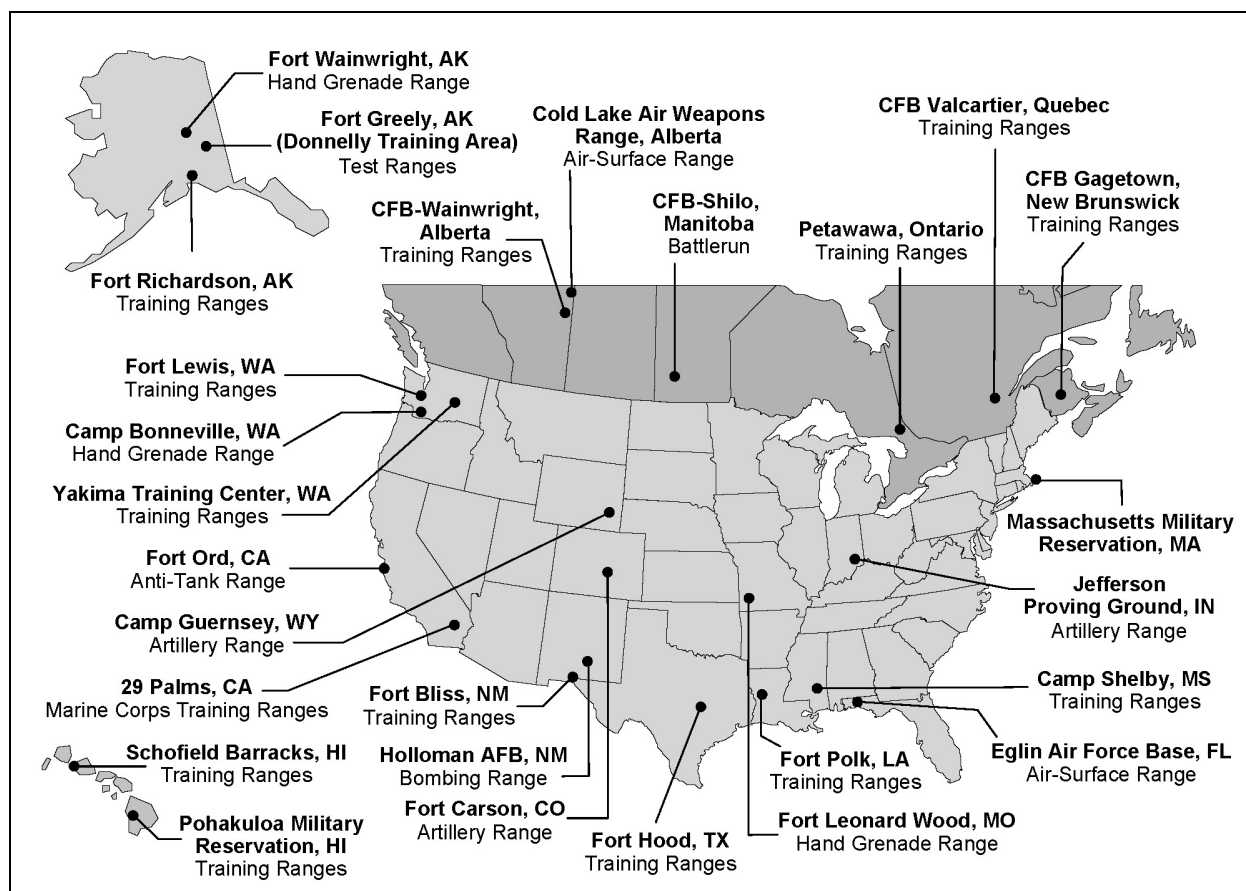 Fort Wainwright, AK
Hand Grenade Range
Fort Greely, AK
(Donnelly Training Area)
Test Ranges
Cold Lake Air Weapons
Range, Alberta
Air-Surface Range
CFB Valcartier, Quebec
Training Ranges
CFB-Wainwright,
Alberta
Training Ranges
CFB-Shilo,
Manitoba
Battlerun
Petawawa, Ontario
Training Ranges
CFB Gagetown,
New Brunswick
Training Ranges
Fort Richardson, AK
Training Ranges
Fort Lewis, WA
Training Ranges
Camp Bonneville, WA
Hand Grenade Range
Yakima Training Center, WA
Training Ranges
Fort Ord, CA
Anti-Tank Range
Camp Guernsey, WY
Artillery Range
29 Palms, CA
Marine Corps Training Ranges
Schofield Barracks, HI
Training Ranges
Pohakuloa Military
Reservation, HI
Training Ranges
Fort Bliss, NM
Training Ranges
Holloman AFB, NM
Bombing Range
Fort Carson, CO
Artillery Range
Fort Hood, TX
Training Ranges
Fort Polk, LA
Training Ranges
Fort Leonard Wood, MO
Hand Grenade Range
Massachusetts Military
Reservation, MA
Jefferson
Proving Ground, IN
Artillery Range
Camp Shelby, MS
Training Ranges
Eglin Air Force Base, FL
Air-Surface Range